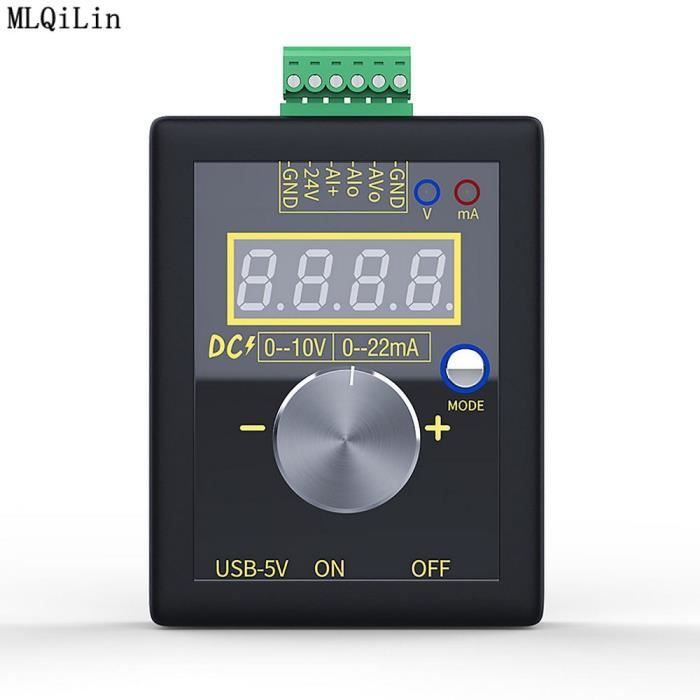 MLQiLin
-GND
-24V
-AI+
-AIo
-AVo
-GND
V
mA
8.8.8.8.
DC 0--10V 0--22mA
MODE
- +
USB-5V ON OFF